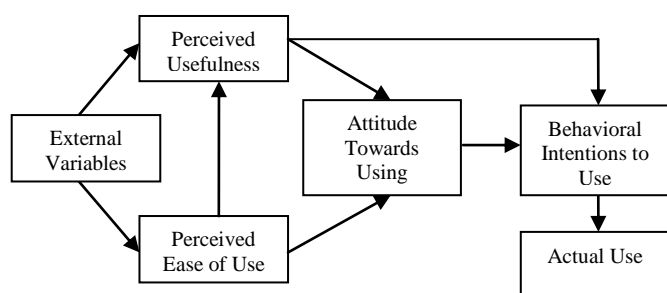 Perceived
Usefulness
External
Variables
Attitude
Towards
Using
Behavioral
Intentions to
Use
Perceived
Ease of Use
Actual Use